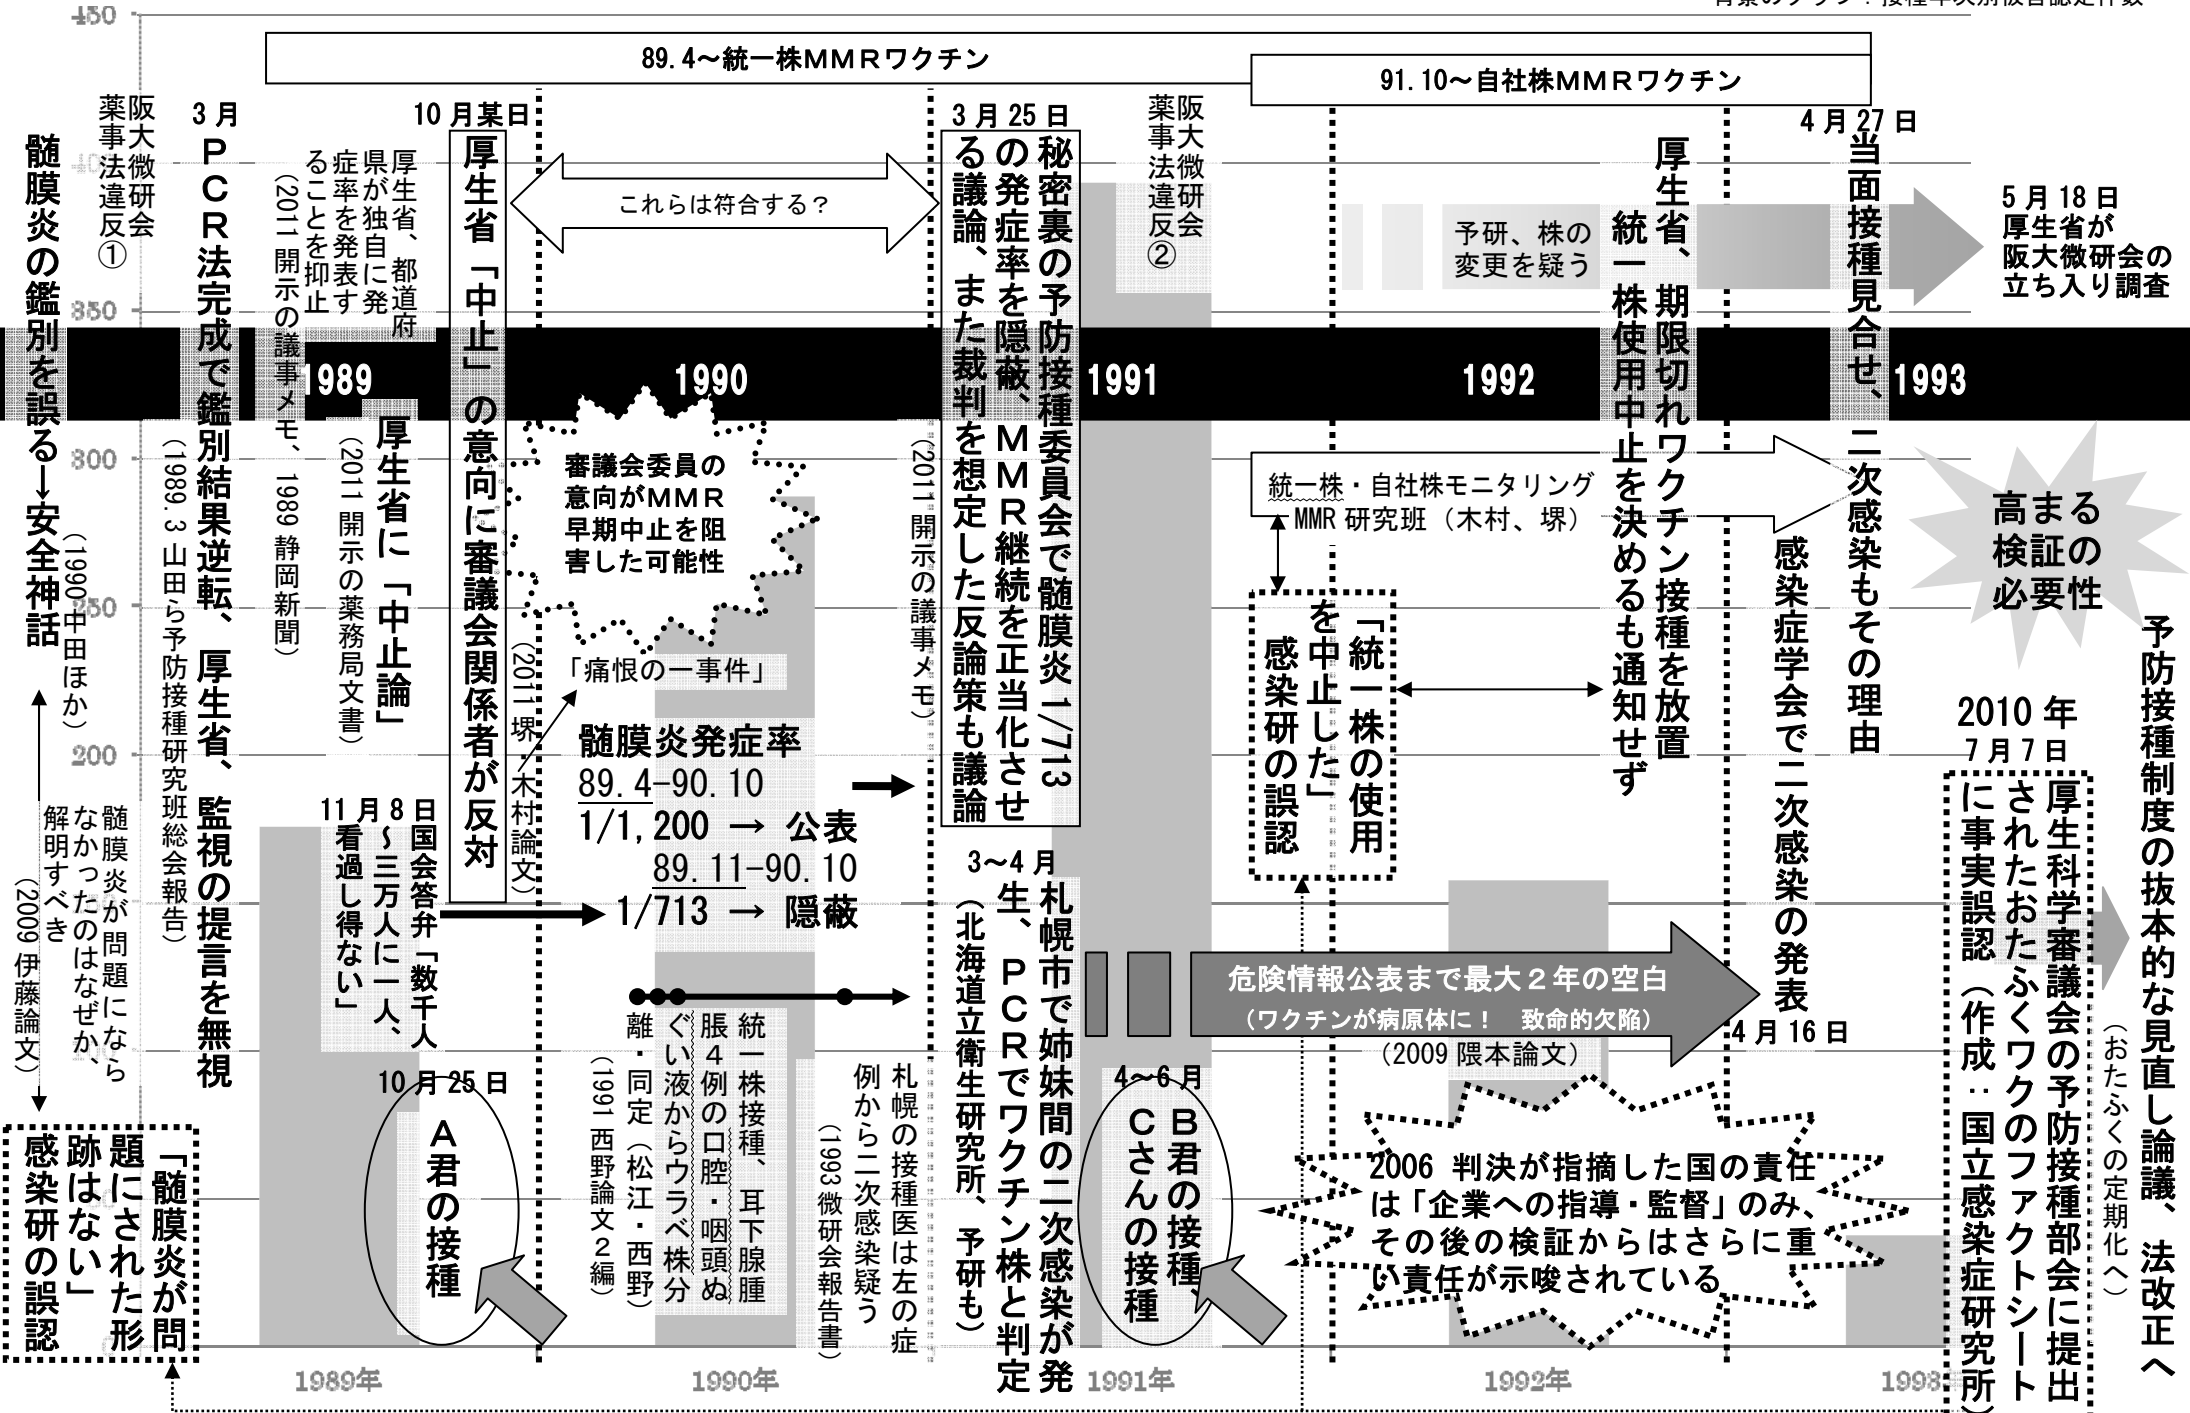 450
89.4～統一株MMRワクチン
91.10～自社株MMRワクチン
髄膜炎の鑑別を誤る→安全神話
（1990 中田ほか）
阪大微研会
薬事法違反①
3月
PCR法完成で鑑別結果逆転、厚生省、監視の提言を無視
（1989.3 山田ら予防接種研究班総会報告）
厚生省、都道府
県が独自に発
症率を発表す
ることを抑止
（2011 開示の議事メモ、1989 静岡新聞）
厚生省に「中止論」
（2011 開示の薬務局文書）
10月某日
厚生省「中止」の意向に審議会関係者が反対
（2011 堺・木村論文）
これらは符合する？
3月25日
秘密裏の予防接種委員会で髄膜炎 1/713
の発症率を隠蔽、MMR継続を正当化させ
る議論、また裁判を想定した反論策も議論
（2011 開示の議事メモ）
阪大微研会
薬事法違反②
予研、株の
変更を疑う
厚生省、期限切れワクチン接種を放置
統一株使用中止を決めるも通知せず
4月27日
当面接種見合せ、二次感染もその理由
5月18日
厚生省が
阪大微研会の
立ち入り調査
400
350
1989
1990
1991
1992
1993
300
250
200
審議会委員の
意向がMMR
早期中止を阻
害した可能性
「痛恨の一事件」
髄膜炎発症率
89.4-90.10
1/1,200 → 公表
89.11-90.10
1/713 → 隠蔽
統一株・自社株モニタリング
MMR 研究班（木村、堺）
「統一株の使用
を中止した」
感染研の誤認
感染症学会で二次感染の発表
4月16日
高まる
検証の
必要性
予防接種制度の抜本的な見直し論議、法改正へ
（おたふくの定期化へ）
2010年
7月7日
厚生科学審議会の予防接種部会に提出
されたおたふくワクのファクトシート
に事実誤認（作成：国立感染症研究所）
髄膜炎が問題になら
なかったのはなぜか、
解明すべき
（2009 伊藤論文）
「髄膜炎が問
題にされた形
跡はない」
感染研の誤認
11月8日
国会答弁「数千人
～三万人に一人、
看過し得ない」
10月25日
A君の接種
統一株接種、耳下腺腫
脹4例の口腔・咽頭ぬ
ぐい液からウラベ株分
離・同定（松江・西野）
（1991 西野論文2編）
札幌の接種医は左の症
例から二次感染疑う
（1993 微研会報告書）
3～4月
札幌市で姉妹間の二次感染が発
生、PCRでワクチン株と判定
（北海道立衛生研究所、予研も）
4～6月
B君の接種、
Cさんの接種
危険情報公表まで最大2年の空白
（ワクチンが病原体に！　致命的欠陥）
（2009 隈本論文）
2006 判決が指摘した国の責任
は「企業への指導・監督」のみ、
その後の検証からはさらに重
い責任が示唆されている
1989年
1990年
1991年
1992年